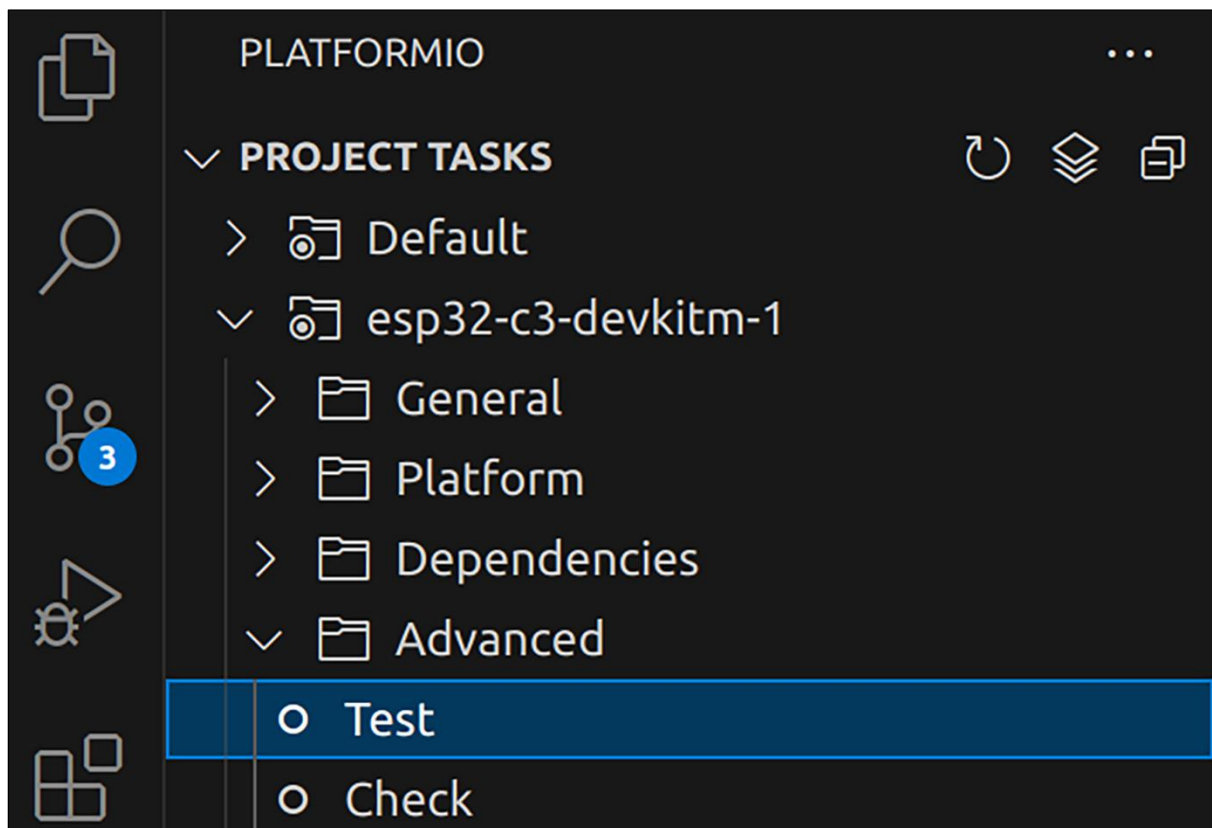 PLATFORMIO
PROJECT TASKS
Default
esp32-c3-devkitm-1
General
3
Platform
Dependencies
Advanced
Test
Check